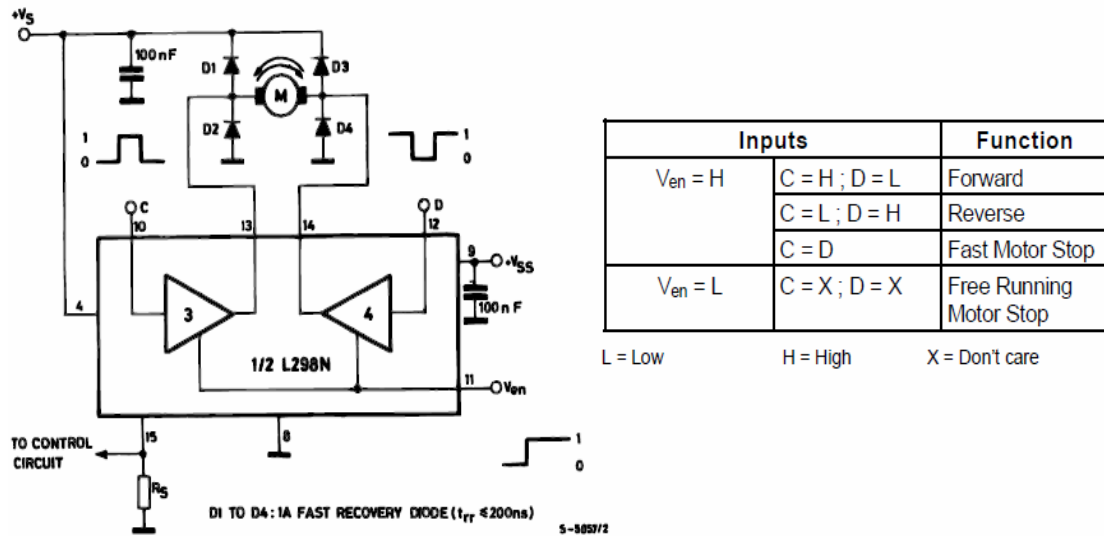 +VS
100nF
D1
D3
M
D2
D4
1
0
1
0
C
D
10
13
14
12
9
+VSS
100nF
4
3
4
1/2 L298N
11
Ven
15
8
TO CONTROL
CIRCUIT
RS
1
0
D1 TO D4: 1A FAST RECOVERY DIODE (trr ≤ 200ns)
S-5057/2
Inputs Function
Ven = H C = H ; D = L Forward
C = L ; D = H Reverse
C = D Fast Motor Stop
Ven = L C = X ; D = X Free Running
Motor Stop
L = Low H = High X = Don't care